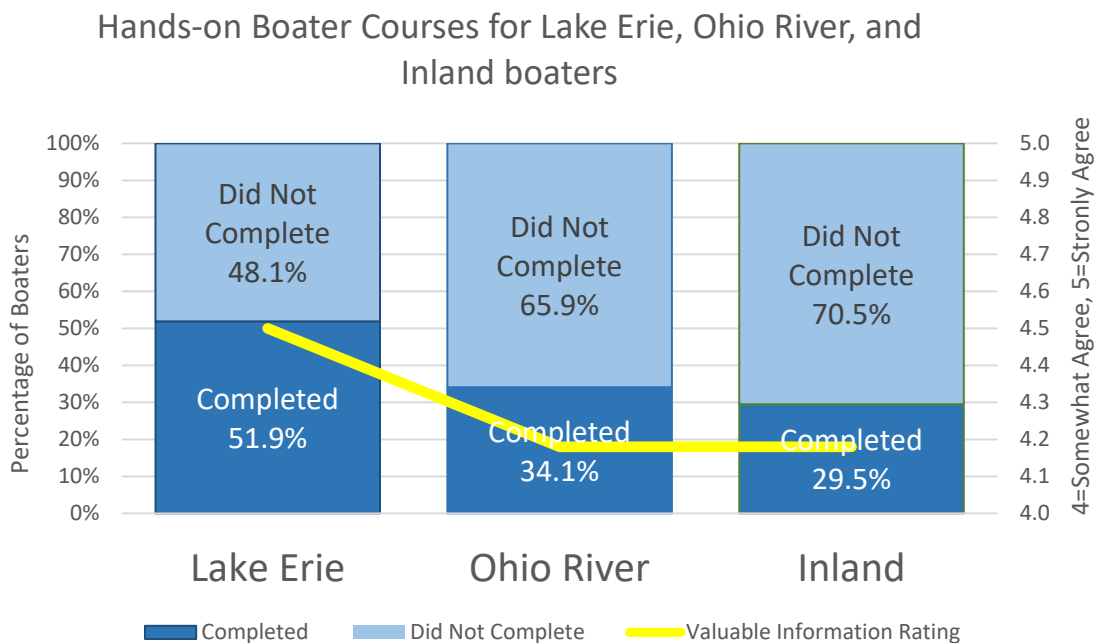 Hands-on Boater Courses for Lake Erie, Ohio River, and
Inland boaters
Percentage of Boaters
100%
90%
80%
70%
60%
50%
40%
30%
20%
10%
0%
Did Not
Complete
48.1%
Completed
51.9%
Did Not
Complete
65.9%
Completed
34.1%
Did Not
Complete
70.5%
Completed
29.5%
5.0
4.9
4.8
4.7
4.6
4.5
4.4
4.3
4.2
4.1
4.0
4=Somewhat Agree, 5=Stronly Agree
Lake Erie
Ohio River
Inland
Completed
Did Not Complete
Valuable Information Rating